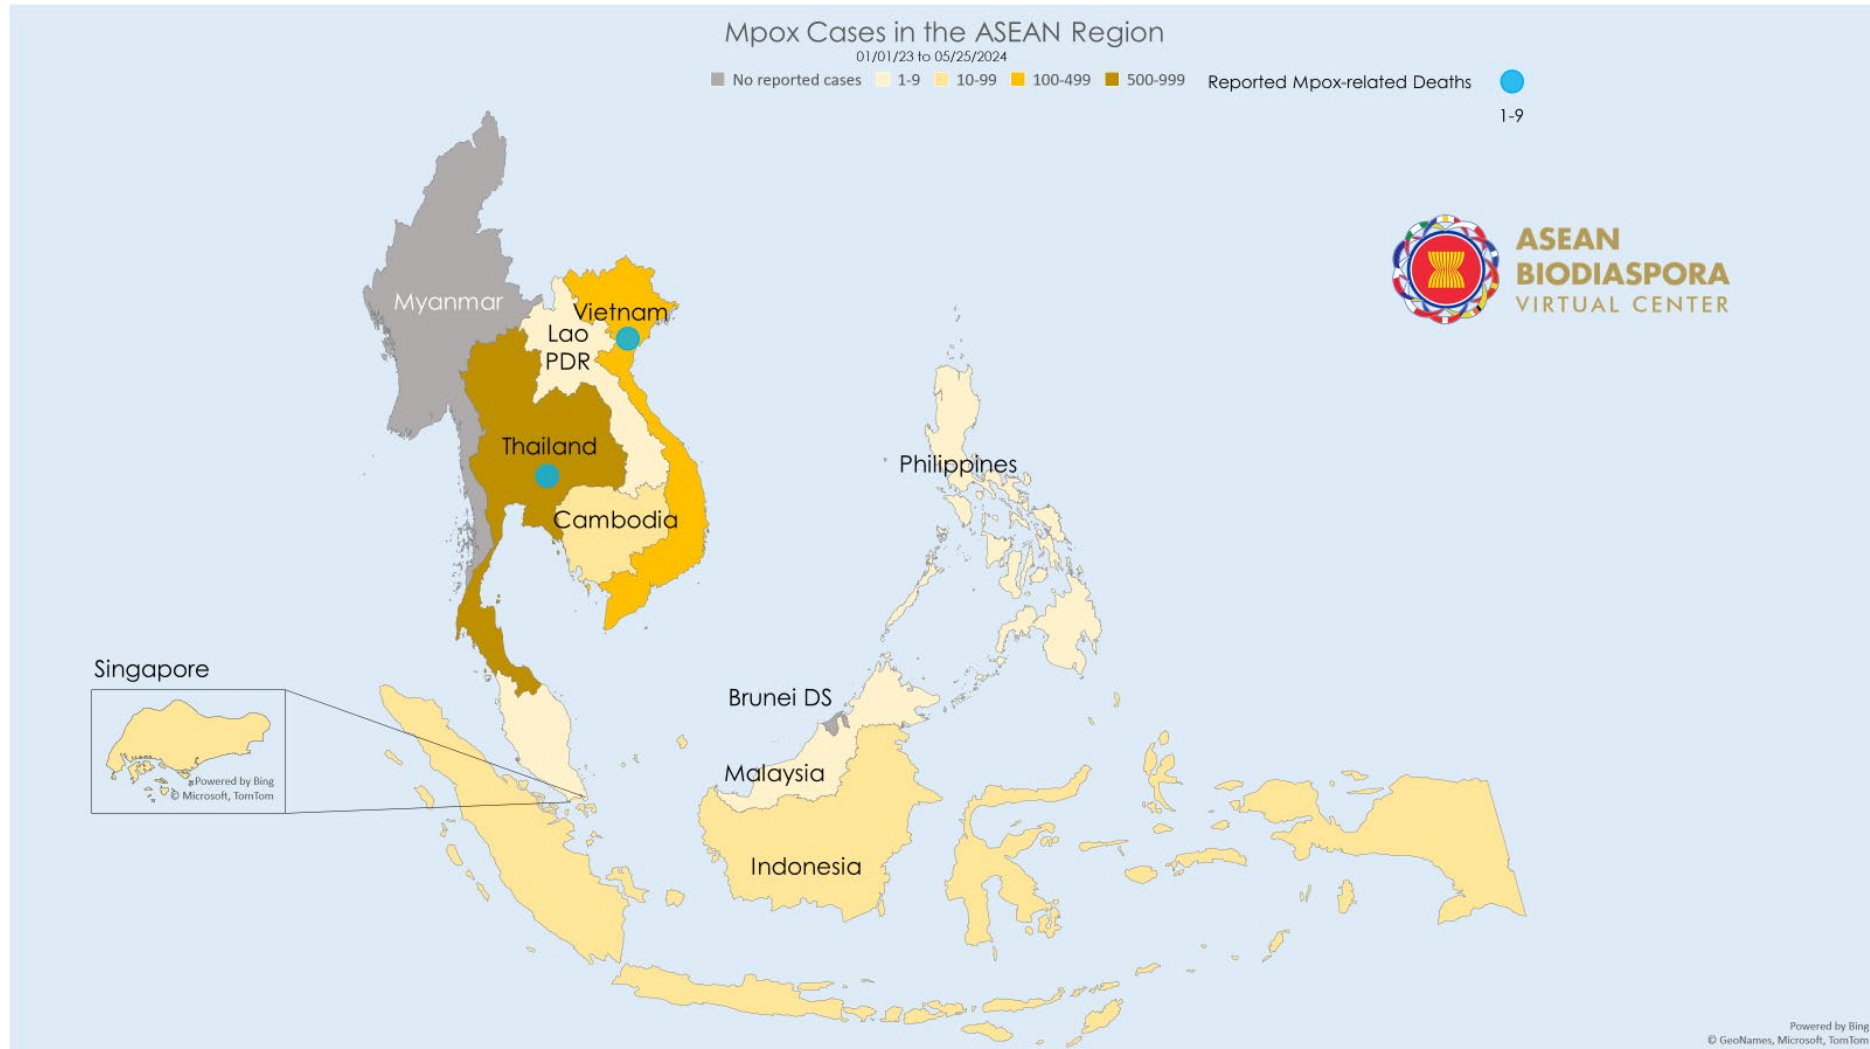 Mpox Cases in the ASEAN Region
01/01/23 to 05/25/2024
No reported cases 1-9 10-99 100-499 500-999 Reported Mpox-related Deaths
1-9
ASEAN
BIODIASPORA
VIRTUAL CENTER
Myanmar
Vietnam
Lao
PDR
Thailand
Philippines
Cambodia
Singapore
Powered by Bing
© Microsoft, TomTom
Brunei DS
Malaysia
Indonesia
Powered by Bing
© GeoNames, Microsoft, TomTom